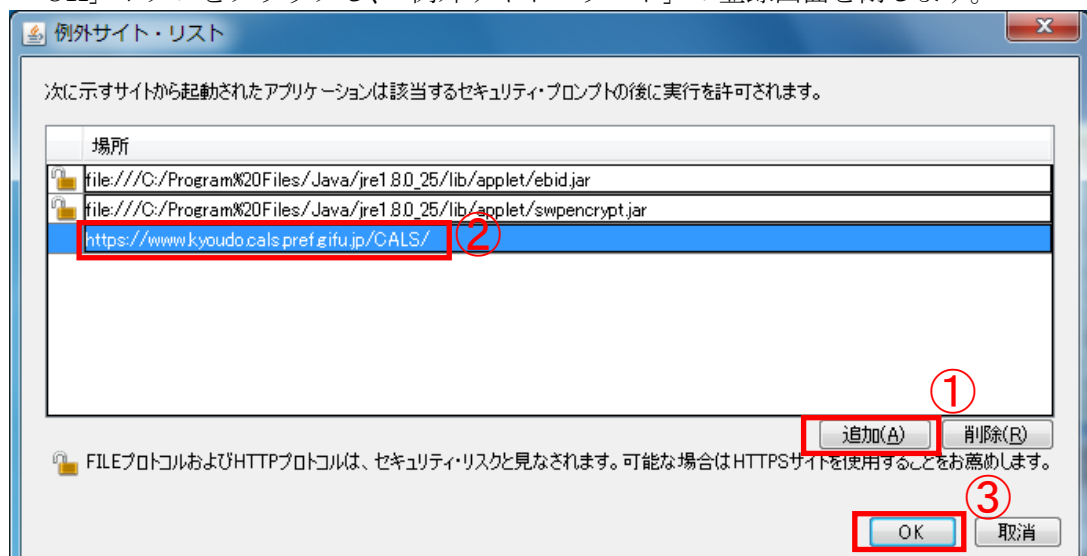 例外サイト・リスト
次に示すサイトから起動されたアプリケーションは該当するセキュリティ・プロンプトの後に実行を許可されます。
場所
file:///C:/Program%20Files/Java/jre1.8.0_25/lib/applet/ebid.jar
file:///C:/Program%20Files/Java/jre1.8.0_25/lib/applet/swpencrypt.jar
https://www.kyoudo.cals.pref.gifu.jp/CALS/ ②
①
追加(A) 削除(R)
FILEプロトコルおよびHTTPプロトコルは、セキュリティ・リスクと見なされます。可能な場合はHTTPSサイトを使用することをお薦めします。
③
OK 取消